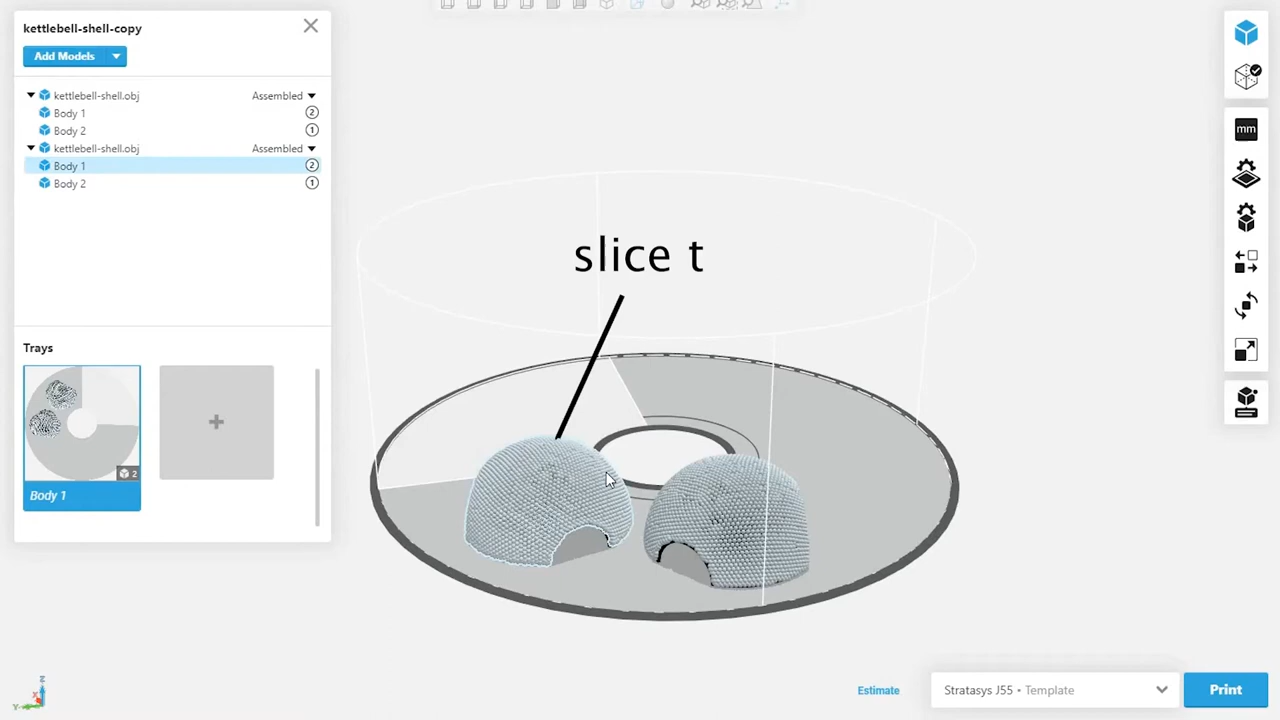 kettlebell-shell-copy
Add Models
kettlebell-shell.obj Assembled
Body 1 2
Body 2 1
kettlebell-shell.obj Assembled
Body 1 2
Body 2 1
slice t
mm
Trays
2
Body 1
Z
X
Y
Estimate
Stratasys J55 • Template
Print